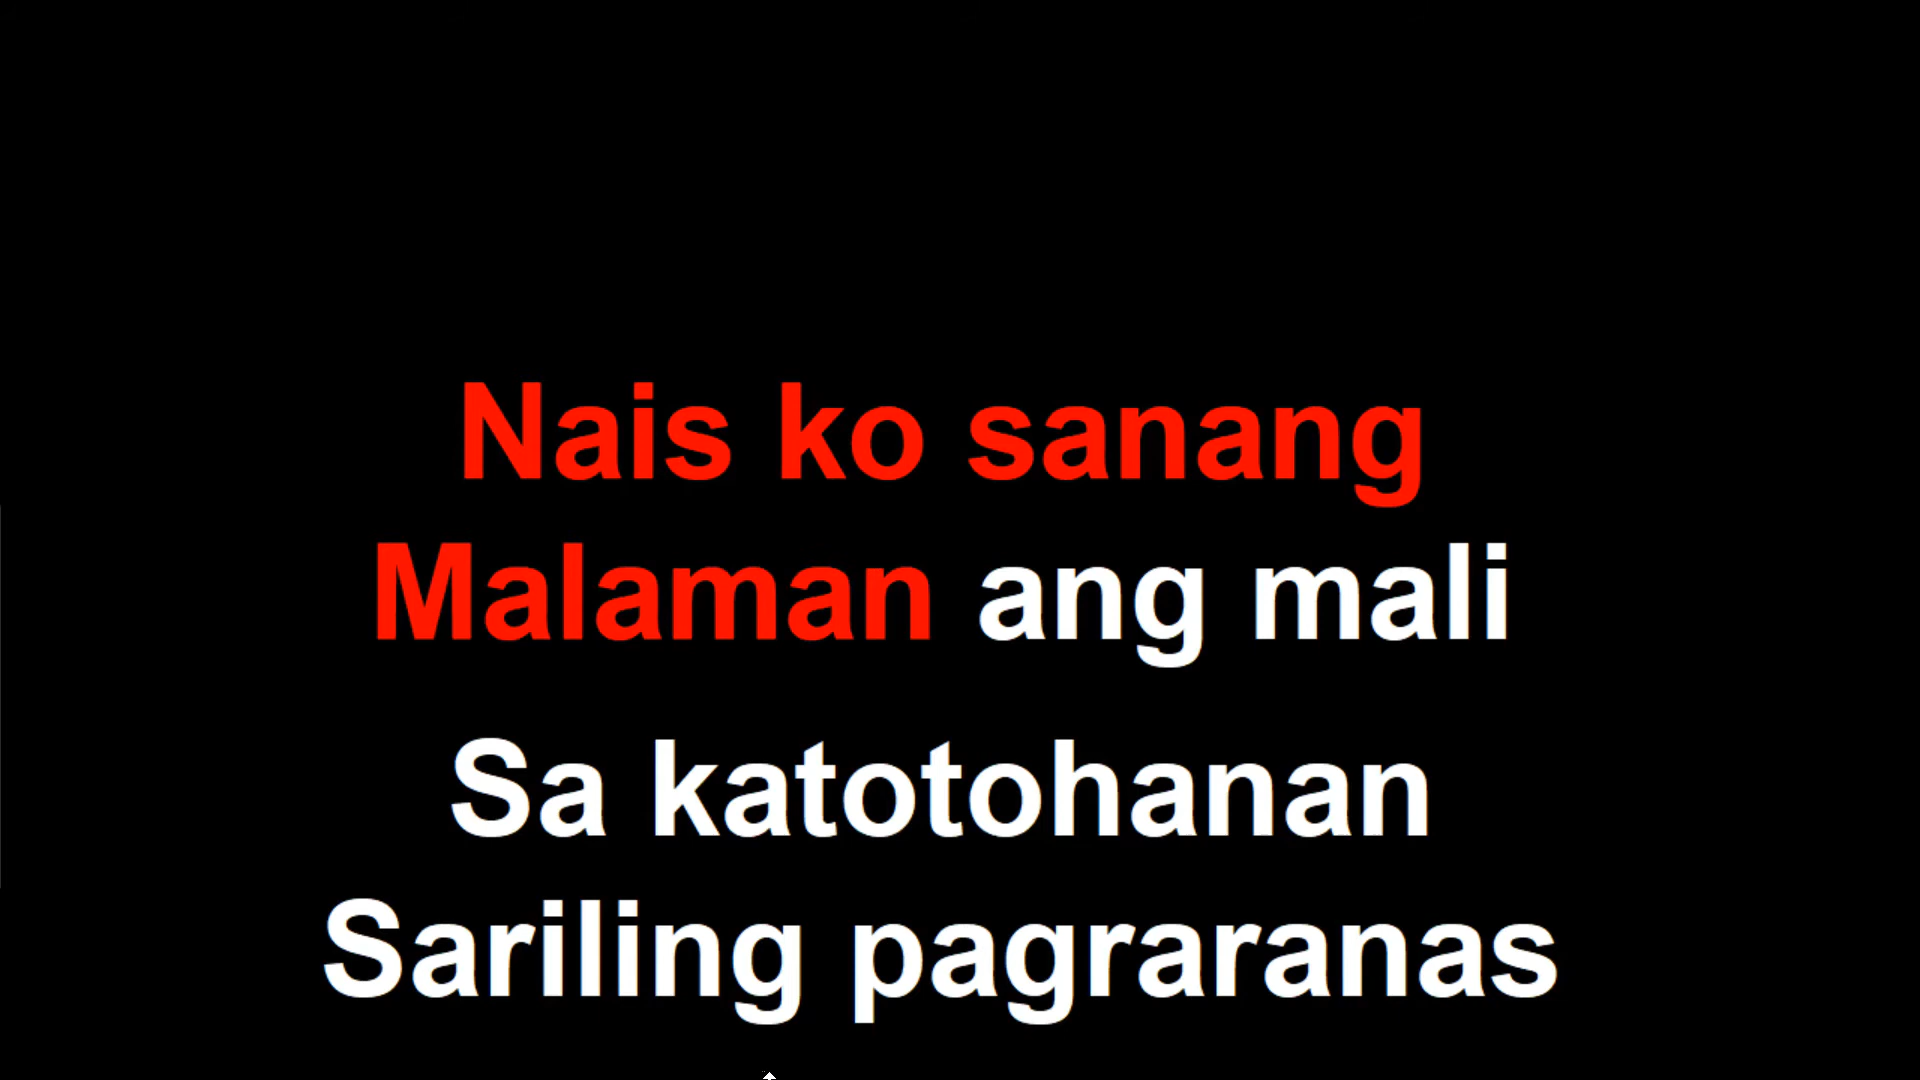 Nais ko sanang
Malaman ang mali
Sa katotohanan
Sariling pagraranas